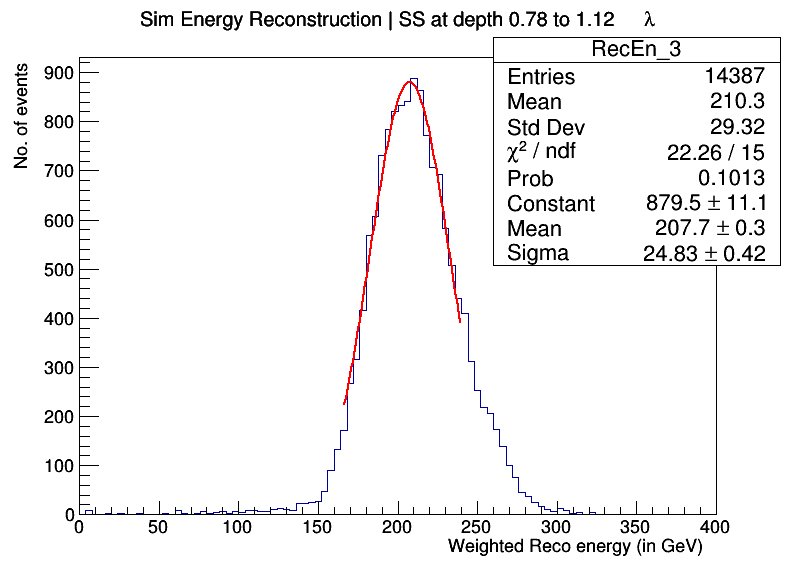 Sim Energy Reconstruction | SS at depth 0.78 to 1.12 λ
RecEn_3
Entries 14387
Mean 210.3
Std Dev 29.32
χ² / ndf 22.26 / 15
Prob 0.1013
Constant 879.5 ± 11.1
Mean 207.7 ± 0.3
Sigma 24.83 ± 0.42
No. of events
900
800
700
600
500
400
300
200
100
0
0 50 100 150 200 250 300 350 400
Weighted Reco energy (in GeV)